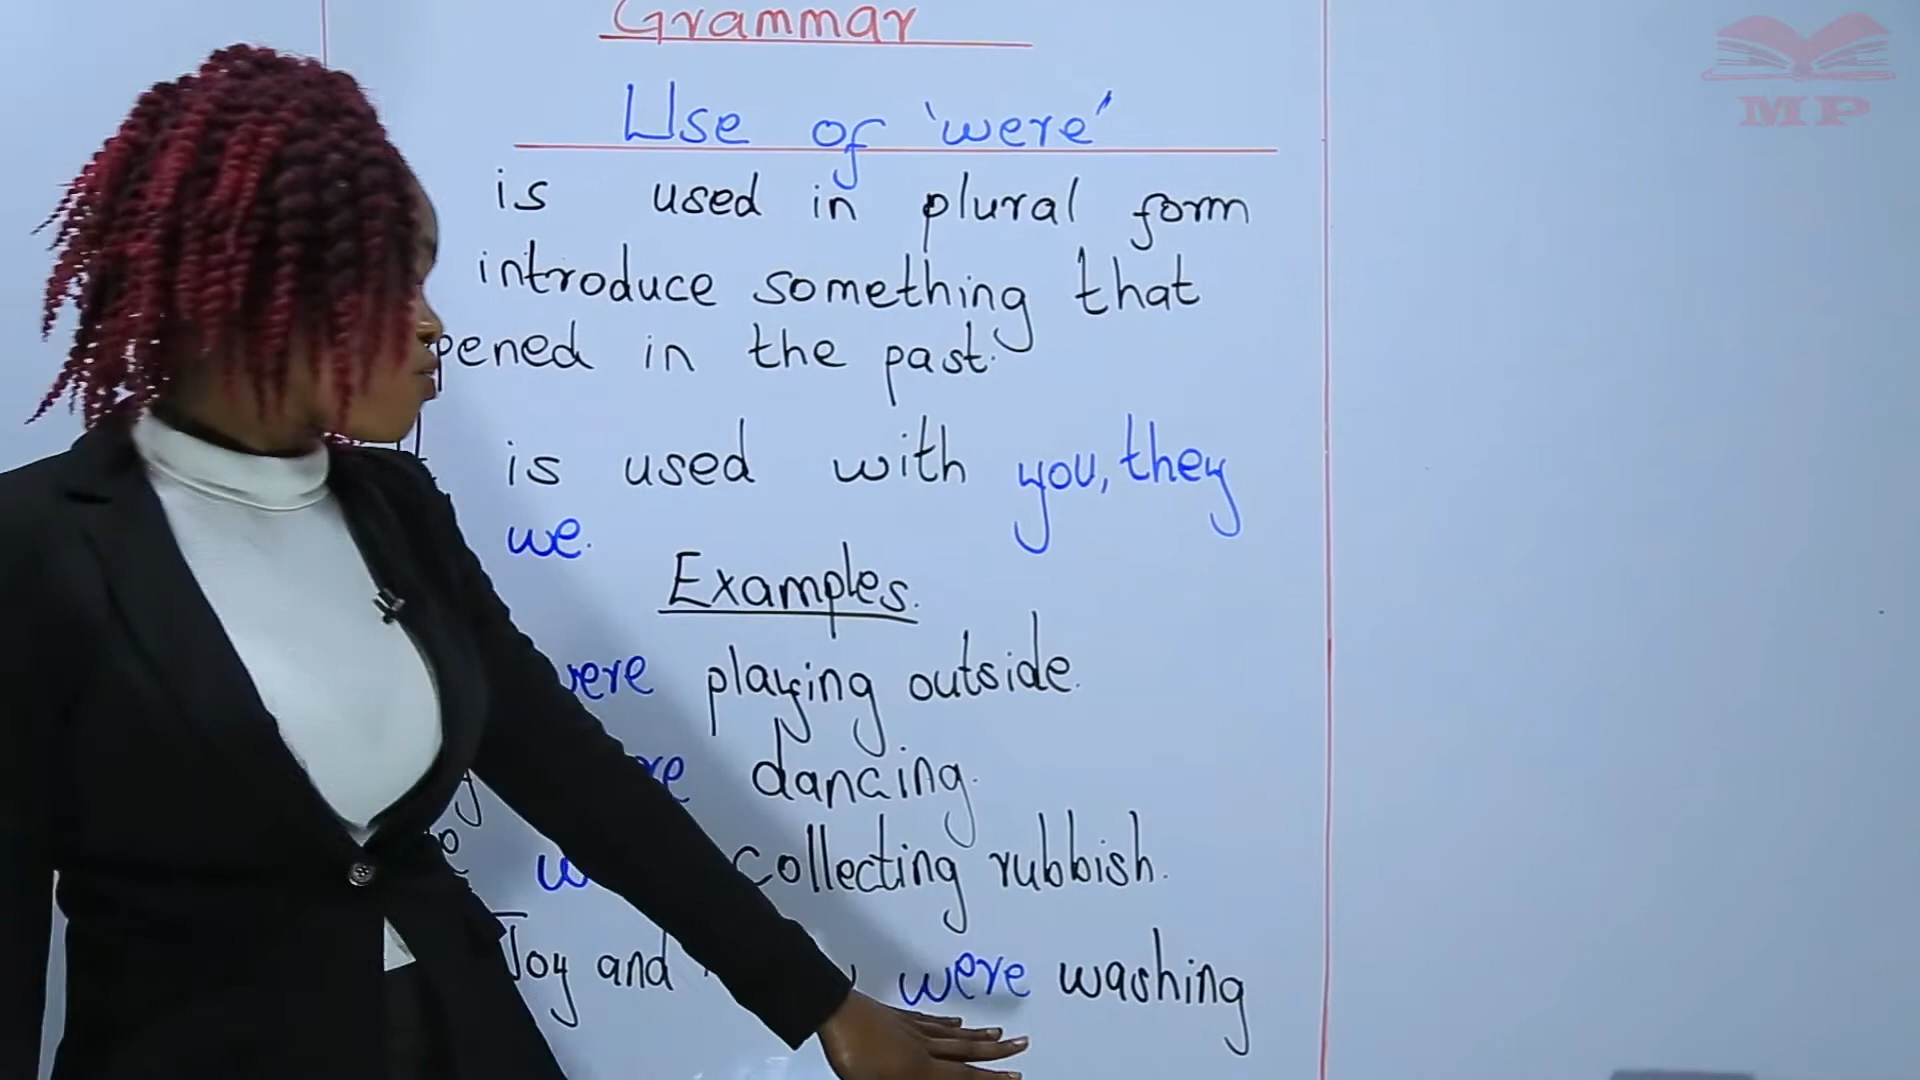 Grammar
Use of 'were'
is used in plural form
introduce something that
pened in the past.
is used with you, they
we.
Examples.
were playing outside.
dancing.
collecting rubbish.
Joy and were washing
MP